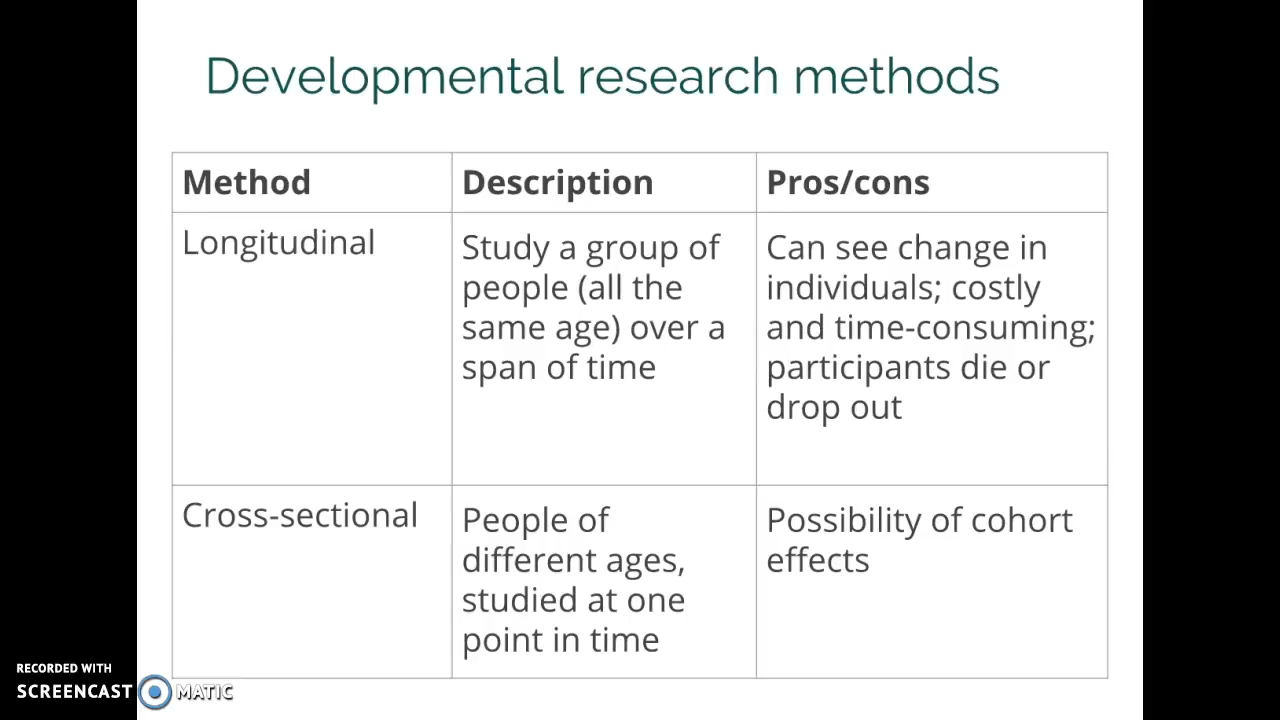 Developmental research methods
Method
Description
Pros/cons
Longitudinal
Study a group of
people (all the
same age) over a
span of time
Can see change in
individuals; costly
and time-consuming;
participants die or
drop out
Cross-sectional
People of
different ages,
studied at one
point in time
Possibility of cohort
effects
RECORDED WITH
SCREENCAST MATIC